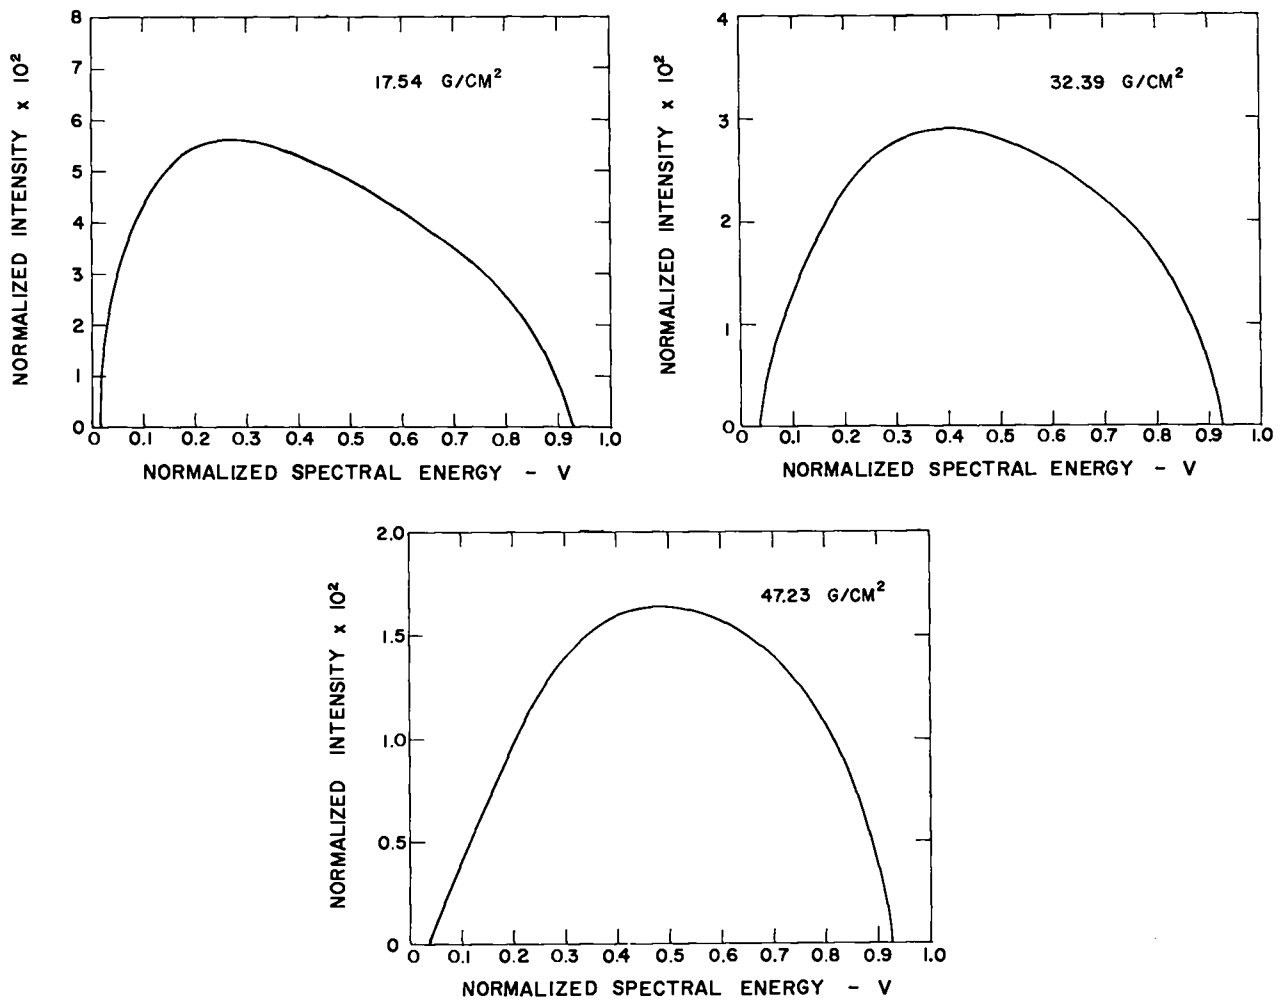 8
7
6
5
4
3
2
1
0
NORMALIZED INTENSITY x 10²
17.54 G/CM²
0 0.1 0.2 0.3 0.4 0.5 0.6 0.7 0.8 0.9 1.0
NORMALIZED SPECTRAL ENERGY - V
4
3
2
1
0
NORMALIZED INTENSITY x 10²
32.39 G/CM²
0 0.1 0.2 0.3 0.4 0.5 0.6 0.7 0.8 0.9 1.0
NORMALIZED SPECTRAL ENERGY - V
2.0
1.5
1.0
0.5
0
NORMALIZED INTENSITY x 10²
47.23 G/CM²
0 0.1 0.2 0.3 0.4 0.5 0.6 0.7 0.8 0.9 1.0
NORMALIZED SPECTRAL ENERGY - V